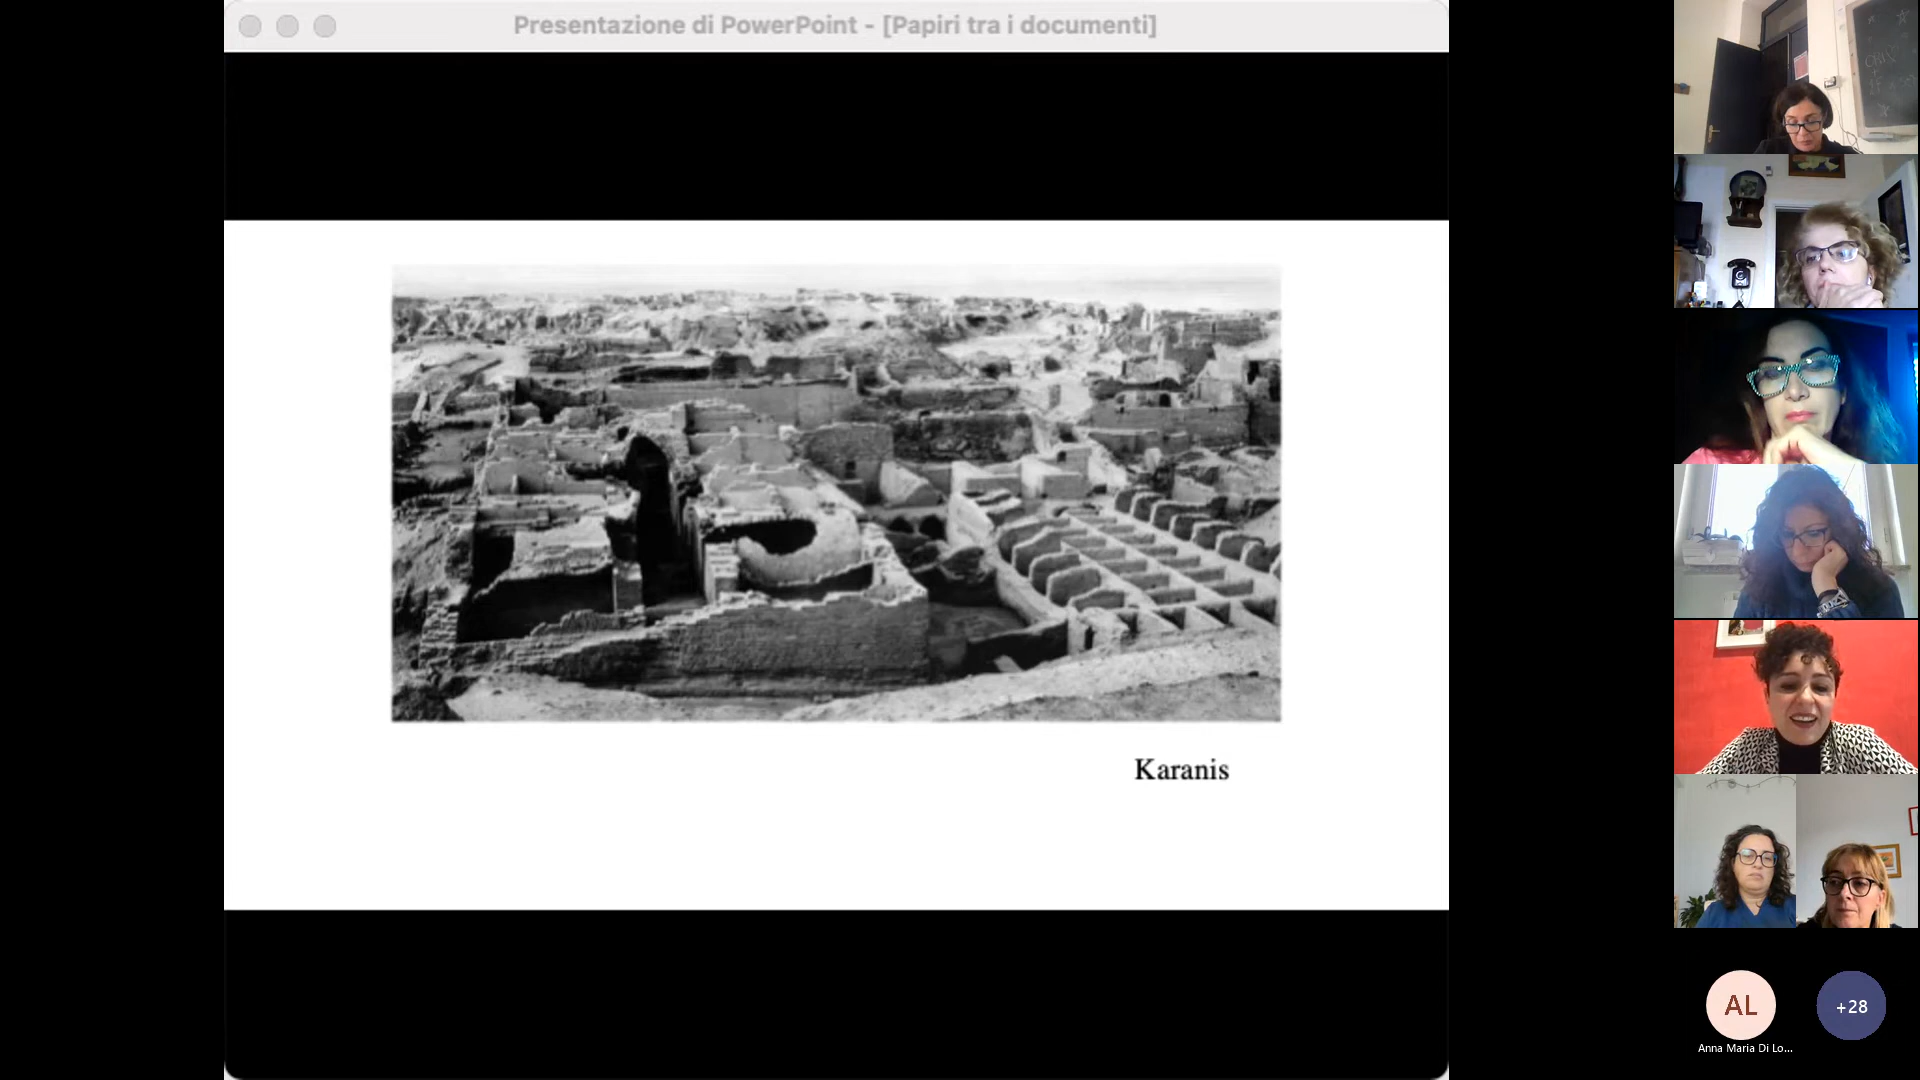 Presentazione di PowerPoint - [Papiri tra i documenti]
Karanis
AL
+28
Anna Maria Di Lo...